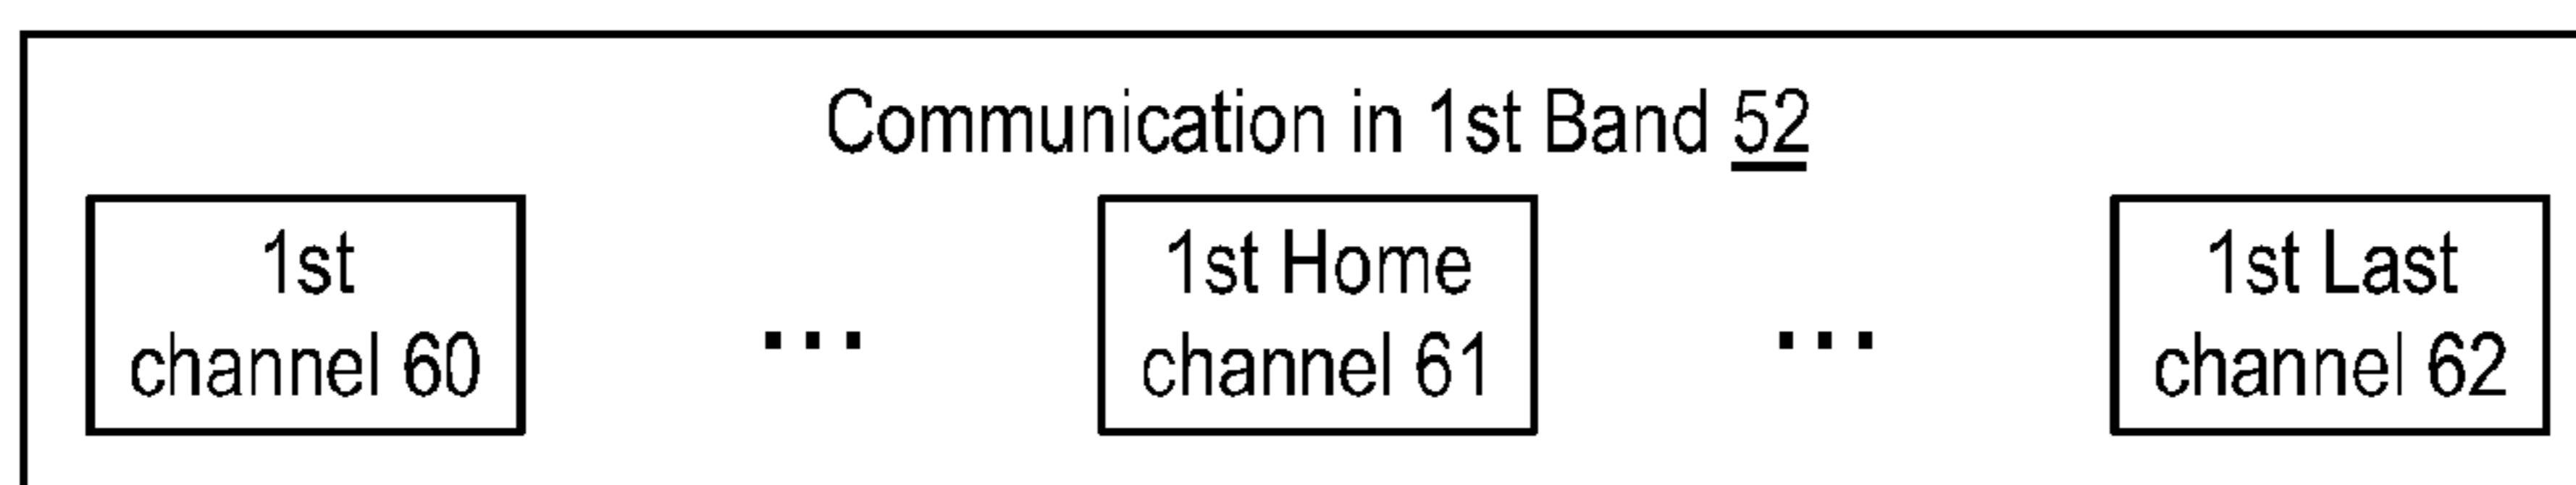 Communication in 1st Band 52
1st
channel 60
...
1st Home
channel 61
...
1st Last
channel 62